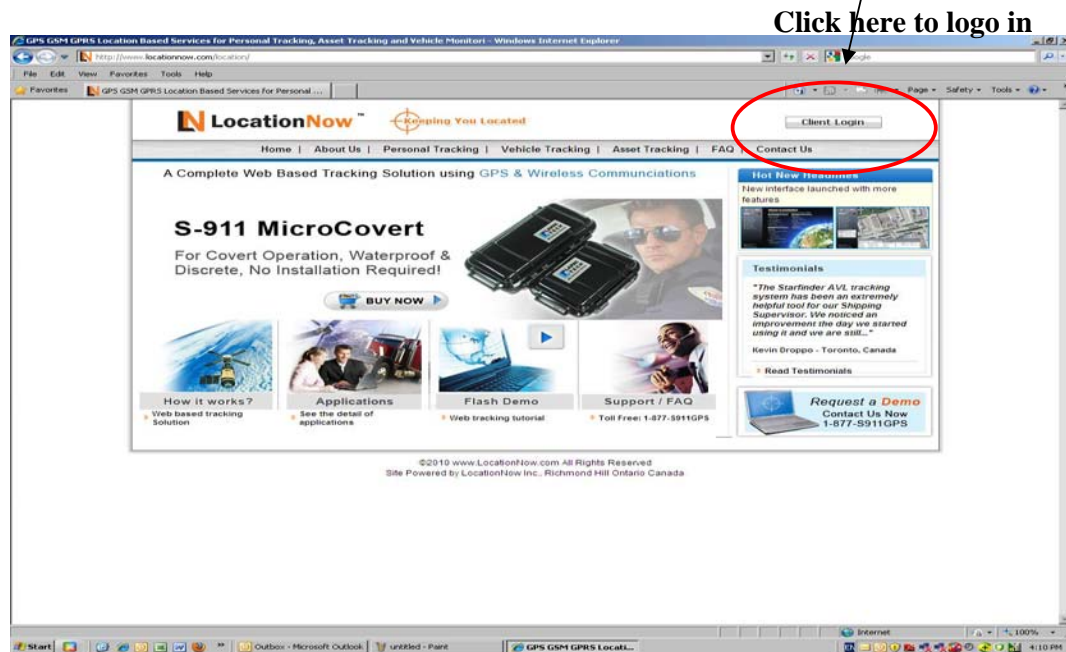 Click here to logo in
GPS GSM GPRS Location Based Services for Personal Tracking, Asset Tracking and Vehicle Monitori - Windows Internet Explorer
http://www.locationnow.com/location/
File Edit View Favorites Tools Help
Favorites GPS GSM GPRS Location Based Services for Personal ... Page Safety Tools
LocationNow™ Keeping You Located
Client Login
Home | About Us | Personal Tracking | Vehicle Tracking | Asset Tracking | FAQ | Contact Us
A Complete Web Based Tracking Solution using GPS & Wireless Communciations
S-911 MicroCovert
For Covert Operation, Waterproof &
Discrete, No Installation Required!
BUY NOW
How it works?
Web based tracking
Solution
Applications
See the detail of
applications
Flash Demo
Web tracking tutorial
Support / FAQ
Toll Free: 1-877-S911GPS
Hot New Headlines
New interface launched with more
features
Testimonials
"The Starfinder AVL tracking
system has been an extremely
helpful tool for our Shipping
Supervisor. We noticed an
improvement the day we started
using it and we are still..."
Kevin Droppo - Toronto, Canada
Read Testimonials
Request a Demo
Contact Us Now
1-877-S911GPS
©2010 www.LocationNow.com All Rights Reserved
Site Powered by LocationNow Inc., Richmond Hill Ontario Canada
Internet 100%
Start Outbox - Microsoft Outlook untitled - Paint GPS GSM GPRS Locati... 4:10 PM